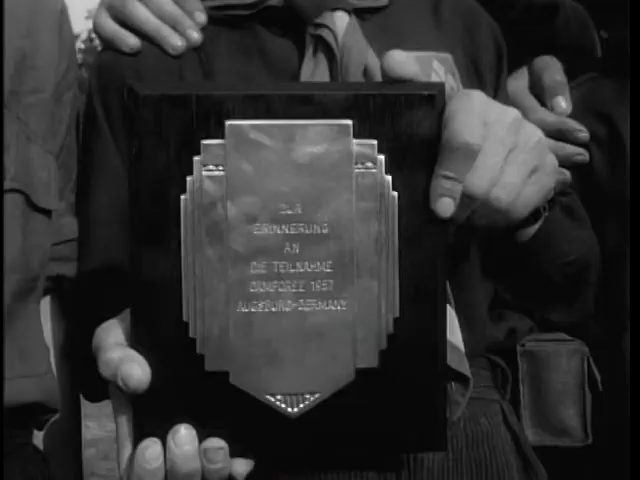 ZUR
ERINNERUNG
AN
DIE TEILNAHME
CAMPOREE 1957
AUGSBURG-GERMANY